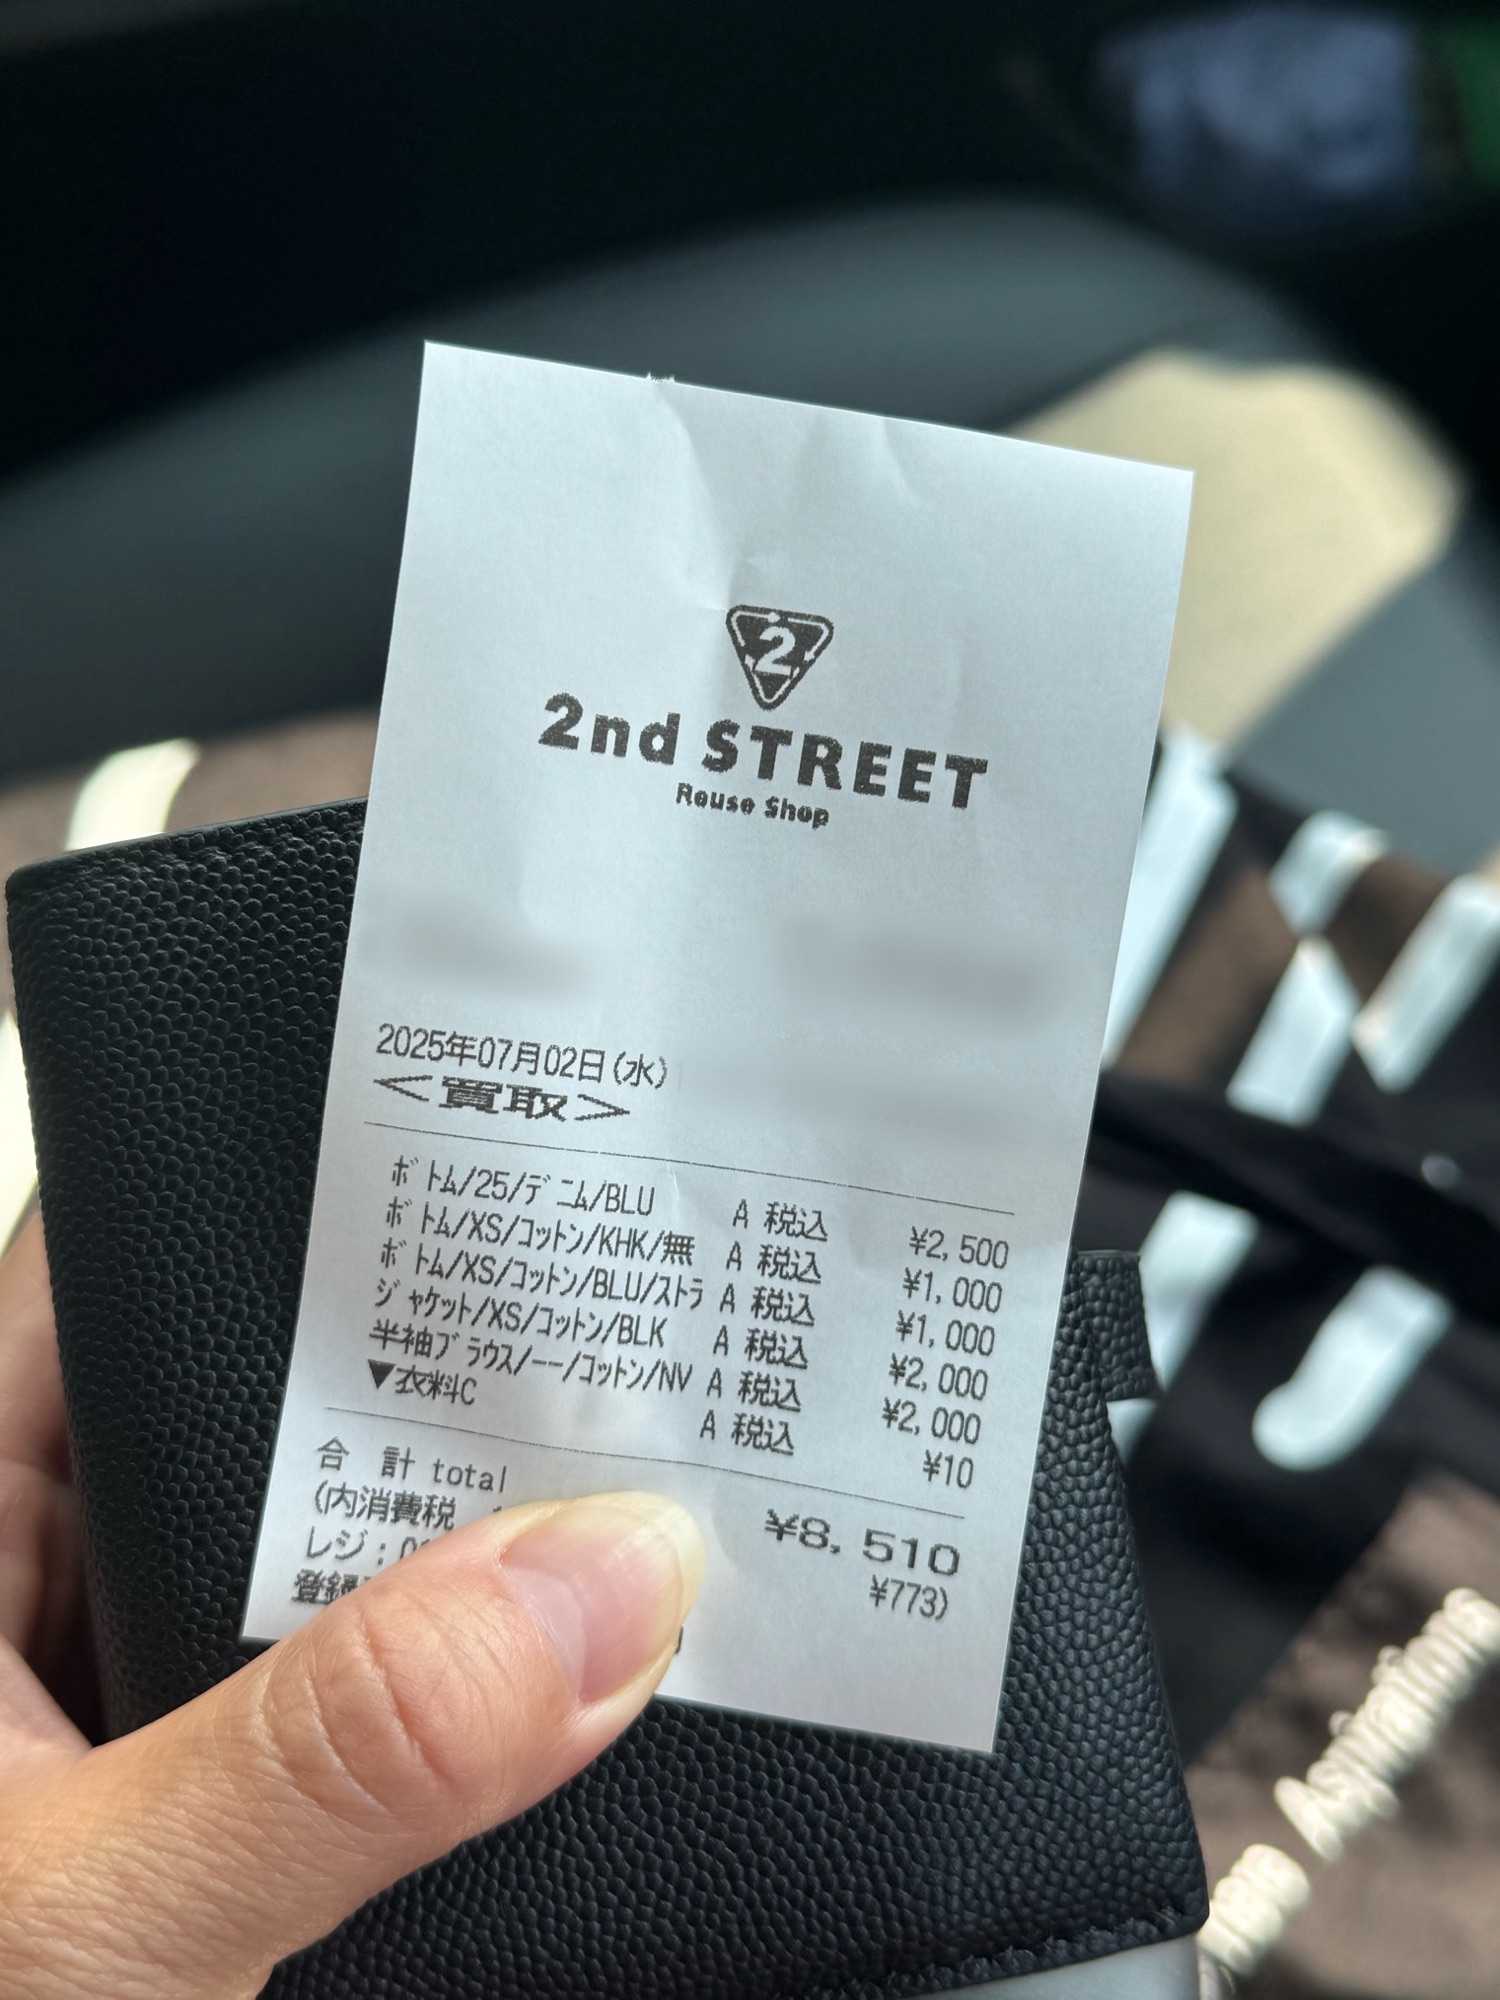 2
2nd STREET
Reuse Shop
2025年07月02日(水)
<買取>
ボトム/25/デニム/BLU A 税込 ¥2,500
ボトム/XS/コットン/KHK/無 A 税込 ¥1,000
ボトム/XS/コットン/BLU/ストラ A 税込 ¥1,000
ジャケット/XS/コットン/BLK A 税込 ¥2,000
半袖ブラウス/--/コットン/NV A 税込 ¥2,000
▼衣料C A 税込 ¥10
合 計 total ¥8,510
(内消費税 ¥773)
レジ:
登録